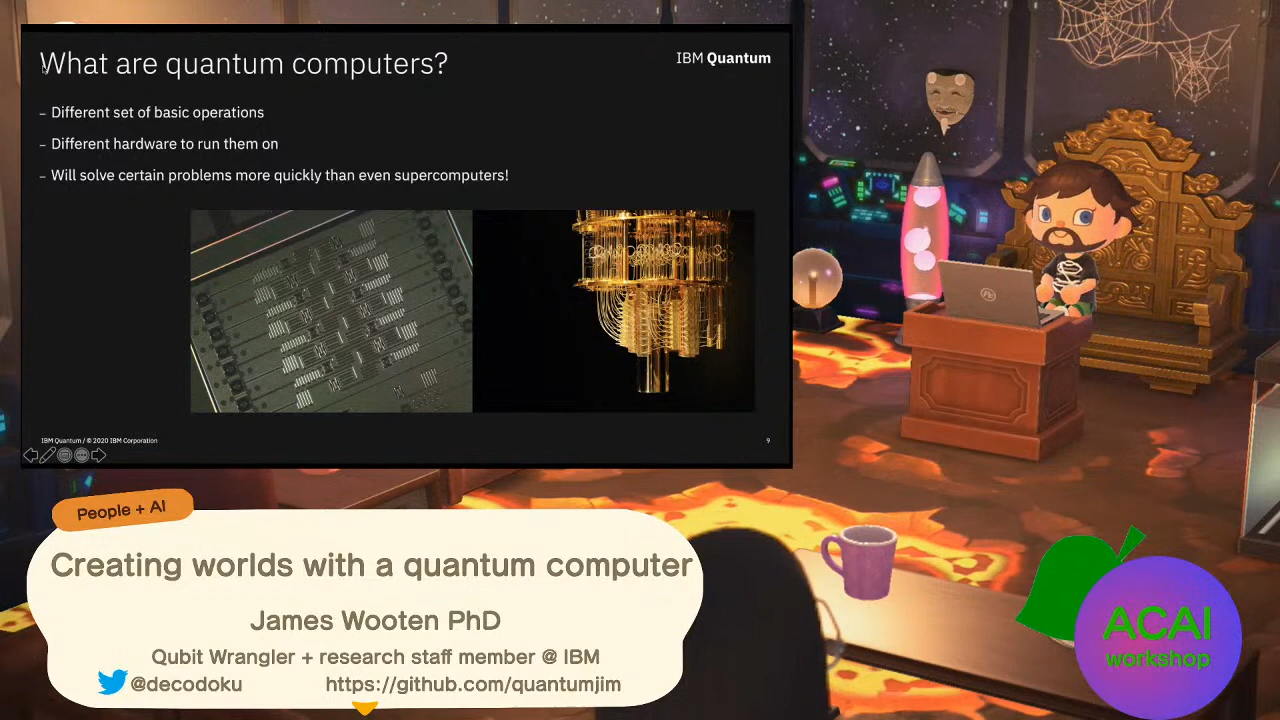 What are quantum computers?
IBM Quantum
– Different set of basic operations
– Different hardware to run them on
– Will solve certain problems more quickly than even supercomputers!
IBM Quantum / © 2020 IBM Corporation
9
People + AI
Creating worlds with a quantum computer
James Wooten PhD
Qubit Wrangler + research staff member @ IBM
@decodoku
https://github.com/quantumjim
ACAI
workshop